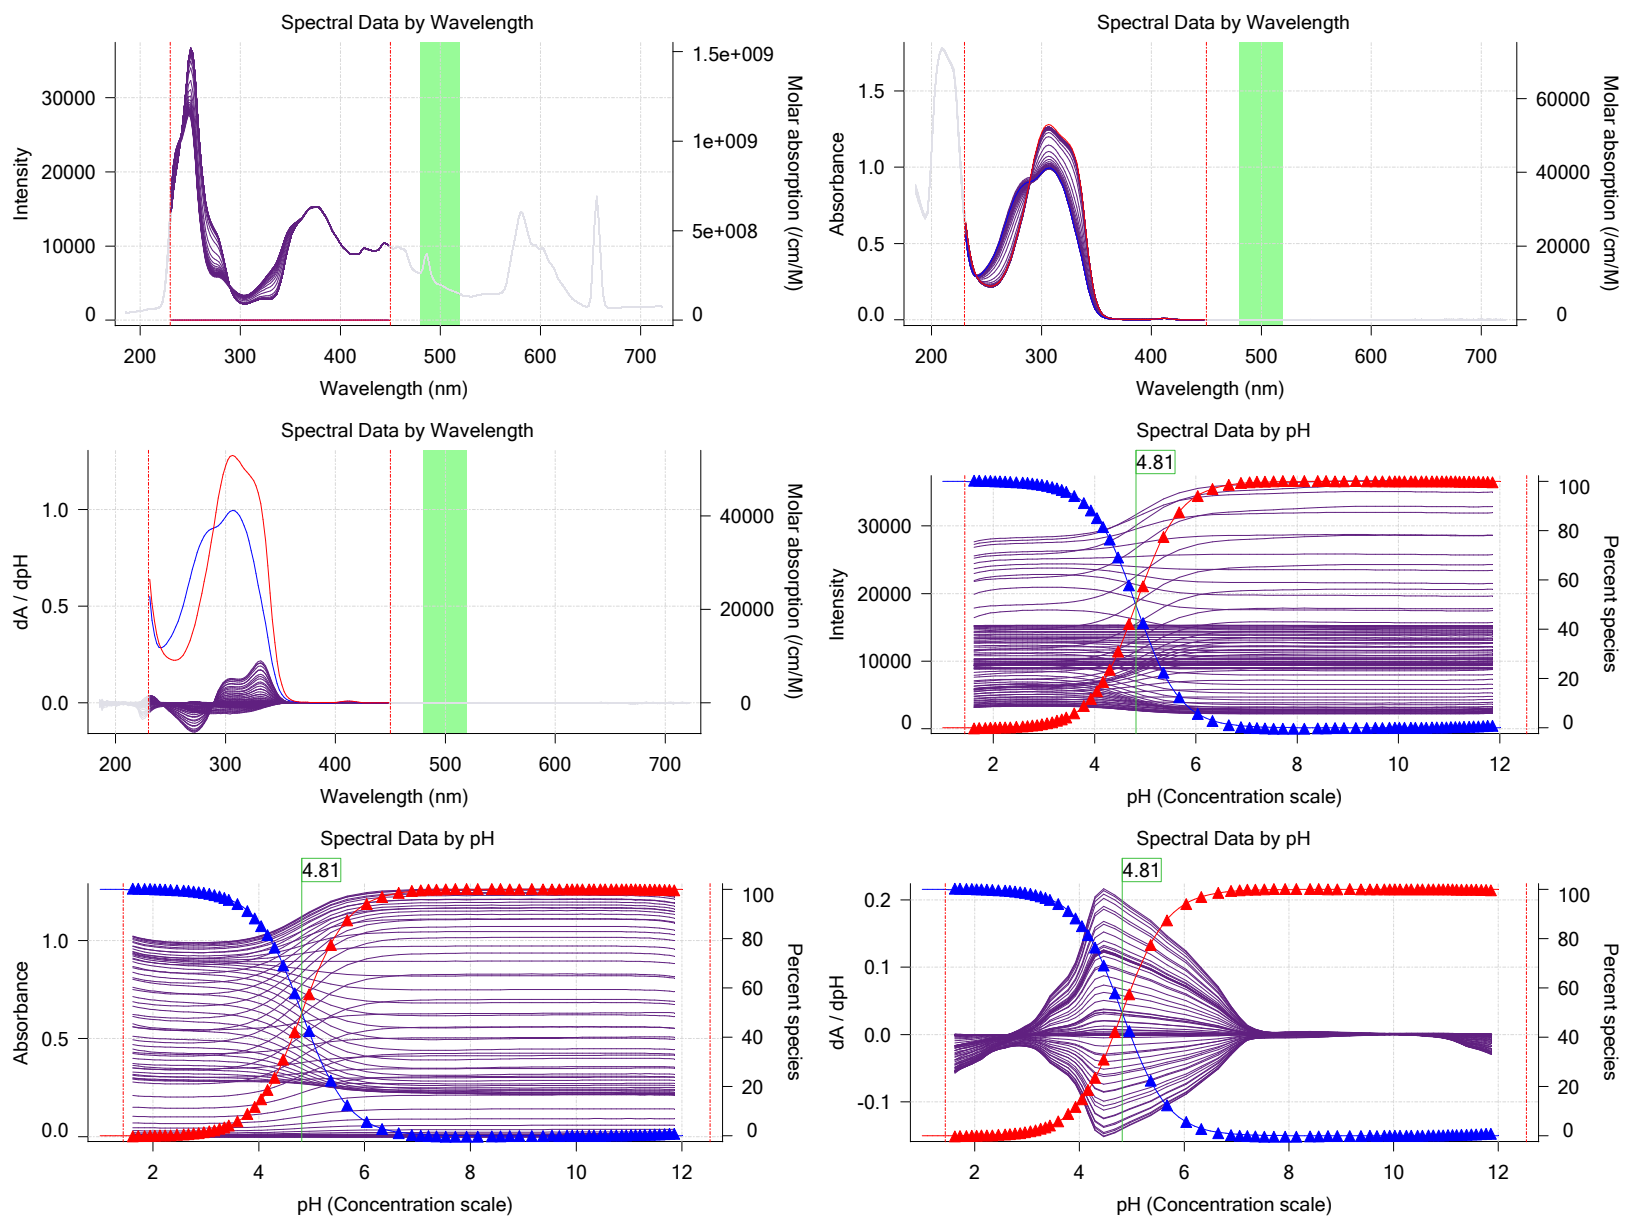 Spectral Data by Wavelength
Intensity
30000
20000
10000
0
1.5e+009
1e+009
5e+008
0
Molar absorption (/cm/M)
200 300 400 500 600 700
Wavelength (nm)
Spectral Data by Wavelength
Absorbance
1.5
1.0
0.5
0.0
60000
40000
20000
0
Molar absorption (/cm/M)
200 300 400 500 600 700
Wavelength (nm)
Spectral Data by Wavelength
dA / dpH
1.0
0.5
0.0
40000
20000
0
Molar absorption (/cm/M)
200 300 400 500 600 700
Wavelength (nm)
Spectral Data by pH
4.81
Intensity
30000
20000
10000
0
100
80
60
40
20
0
Percent species
2 4 6 8 10 12
pH (Concentration scale)
Spectral Data by pH
4.81
Absorbance
1.0
0.5
0.0
100
80
60
40
20
0
Percent species
2 4 6 8 10 12
pH (Concentration scale)
Spectral Data by pH
4.81
dA / dpH
0.2
0.1
0.0
-0.1
100
80
60
40
20
0
Percent species
2 4 6 8 10 12
pH (Concentration scale)